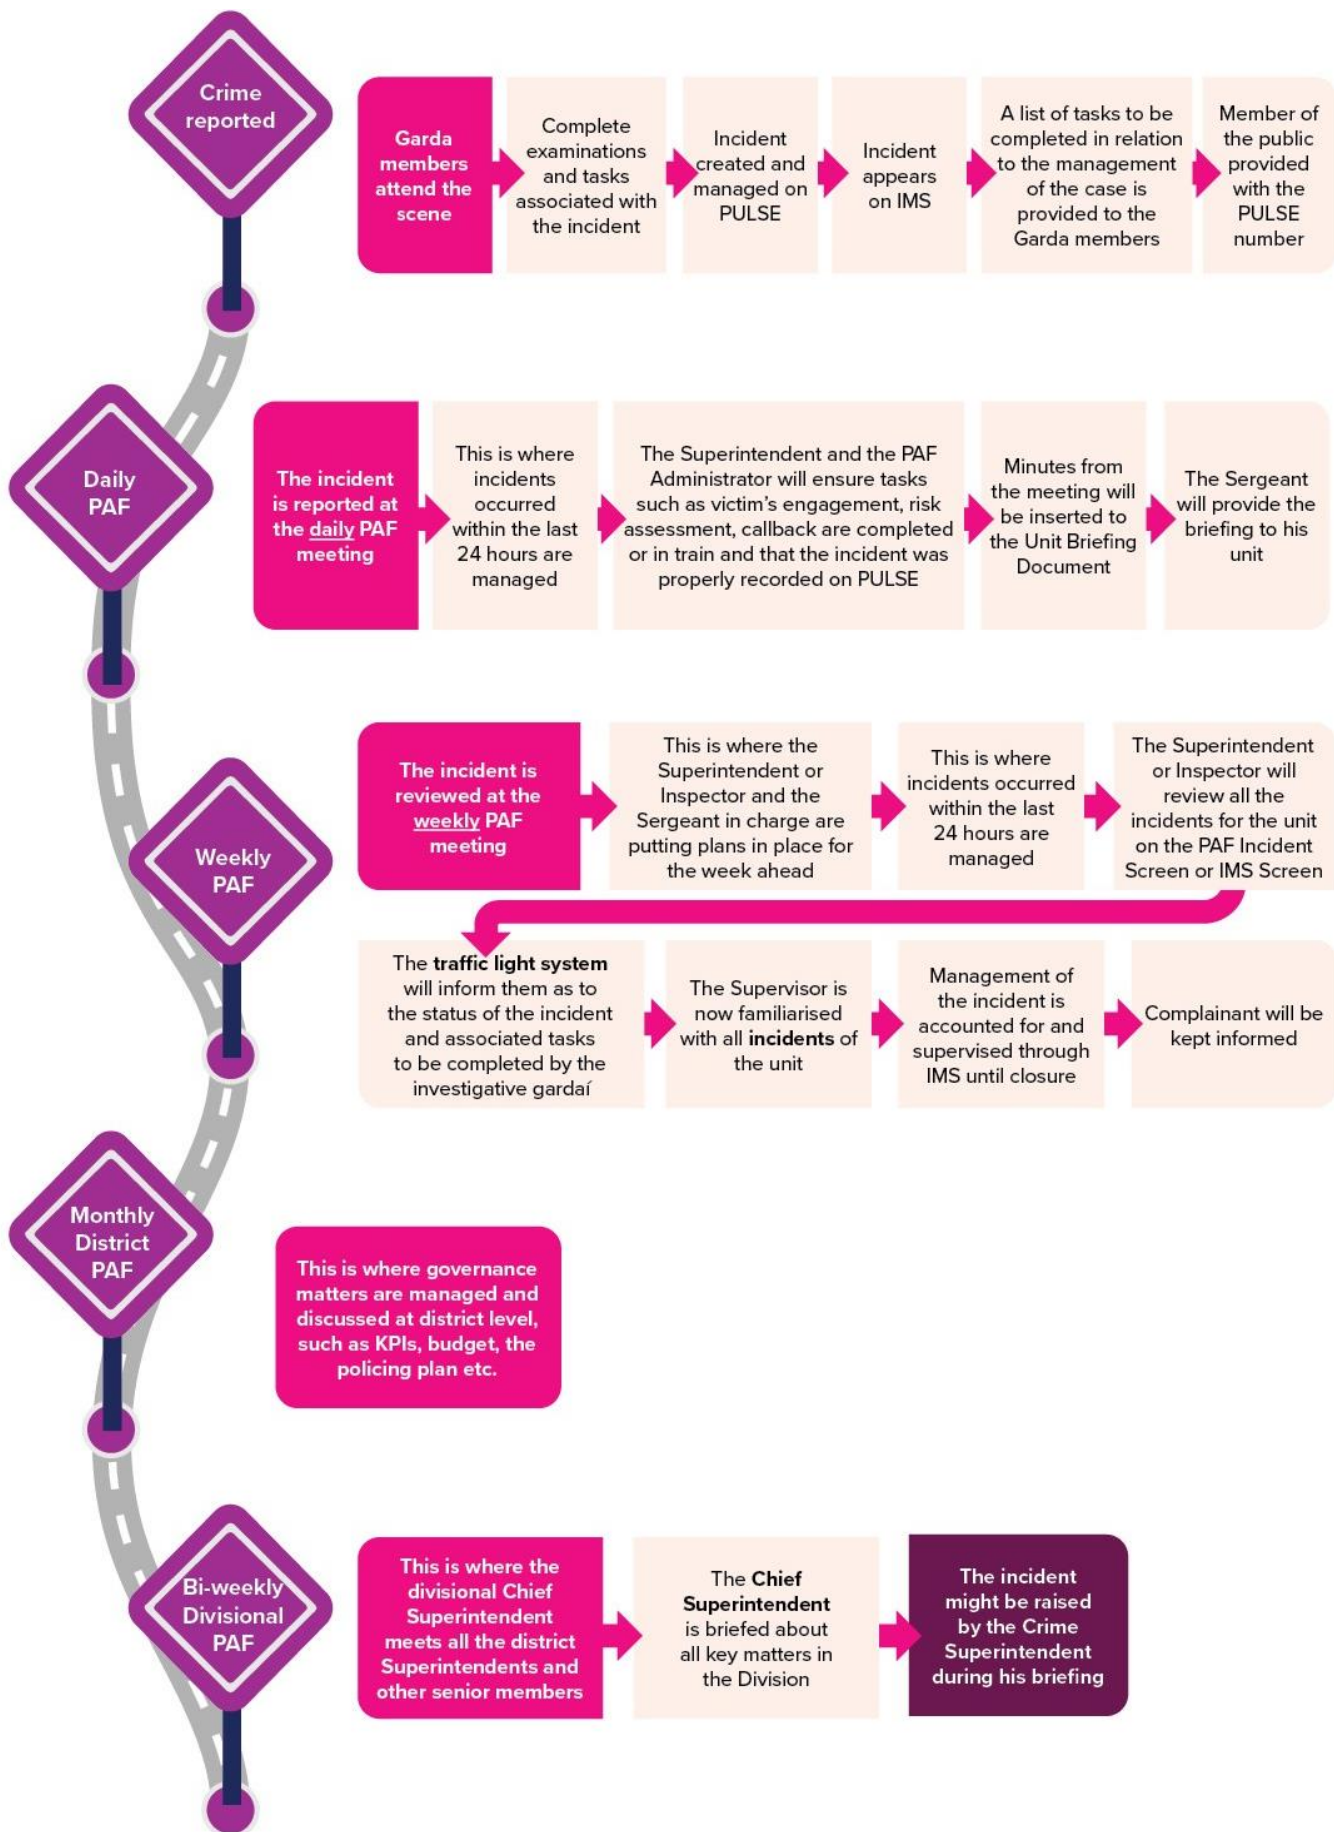 Crime
reported
Garda
members
attend the
scene
Complete
examinations
and tasks
associated with
the incident
Incident
created and
managed on
PULSE
Incident
appears
on IMS
A list of tasks to be
completed in relation
to the management
of the case is
provided to the
Garda members
Member of
the public
provided
with the
PULSE
number
Daily
PAF
The incident
is reported at
the daily PAF
meeting
This is where
incidents
occurred
within the last
24 hours are
managed
The Superintendent and the PAF
Administrator will ensure tasks
such as victim's engagement, risk
assessment, callback are completed
or in train and that the incident was
properly recorded on PULSE
Minutes from
the meeting will
be inserted to
the Unit Briefing
Document
The Sergeant
will provide the
briefing to his
unit
Weekly
PAF
The incident is
reviewed at the
weekly PAF
meeting
This is where the
Superintendent or
Inspector and the
Sergeant in charge are
putting plans in place for
the week ahead
This is where
incidents occurred
within the last
24 hours are
managed
The Superintendent
or Inspector will
review all the
incidents for the unit
on the PAF Incident
Screen or IMS Screen
The traffic light system
will inform them as to
the status of the incident
and associated tasks
to be completed by the
investigative gardaí
The Supervisor is
now familiarised
with all incidents of
the unit
Management of
the incident is
accounted for and
supervised through
IMS until closure
Complainant will be
kept informed
Monthly
District
PAF
This is where governance
matters are managed and
discussed at district level,
such as KPIs, budget, the
policing plan etc.
Bi-weekly
Divisional
PAF
This is where the
divisional Chief
Superintendent
meets all the district
Superintendents and
other senior members
The Chief
Superintendent
is briefed about
all key matters in
the Division
The incident
might be raised
by the Crime
Superintendent
during his briefing